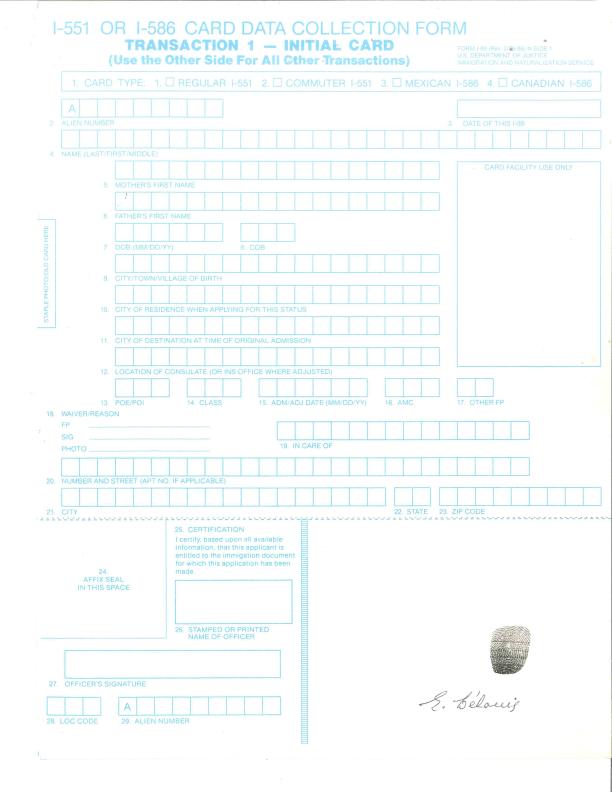 I-551 OR I-586 CARD DATA COLLECTION FORM
TRANSACTION 1 — INITIAL CARD
(Use the Other Side For All Other Transactions)
U.S. DEPARTMENT OF JUSTICE
IMMIGRATION AND NATURALIZATION SERVICE
1. CARD TYPE: 1. REGULAR I-551 2. COMMUTER I-551 3. MEXICAN I-586 4. CANADIAN I-586
A
2. ALIEN NUMBER 3. DATE OF THIS I-89
4. NAME (LAST/FIRST/MIDDLE)
CARD FACILITY USE ONLY
5. MOTHER'S FIRST NAME
6. FATHER'S FIRST NAME
7. DOB (MM/DD/YY) 8. COB
STAPLE PHOTO/OLD CARD HERE
9. CITY/TOWN/VILLAGE OF BIRTH
10. CITY OF RESIDENCE WHEN APPLYING FOR THIS STATUS
11. CITY OF DESTINATION AT TIME OF ORIGINAL ADMISSION
12. LOCATION OF CONSULATE (OR INS OFFICE WHERE ADJUSTED)
13. POE/POI 14. CLASS 15. ADM/ADJ DATE (MM/DD/YY) 16. AMC 17. OTHER FP
18. WAIVER/REASON
FP
SIG
PHOTO
19. IN CARE OF
20. NUMBER AND STREET (APT NO. IF APPLICABLE)
21. CITY 22. STATE 23. ZIP CODE
24.
AFFIX SEAL
IN THIS SPACE
25. CERTIFICATION
I certify, based upon all available
information, that this applicant is
entitled to the immigation document
for which this application has been
made.
26. STAMPED OR PRINTED
NAME OF OFFICER
27. OFFICER'S SIGNATURE
A
28. LOC CODE 29. ALIEN NUMBER